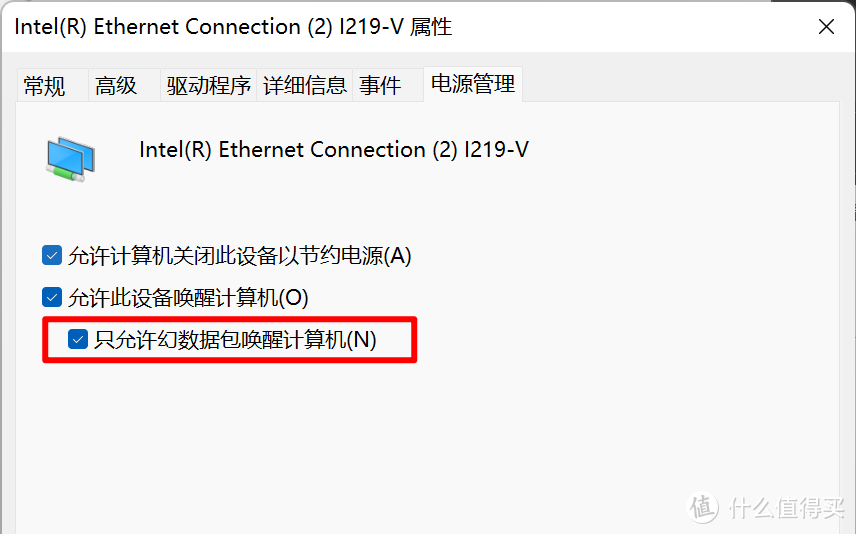 Intel(R) Ethernet Connection (2) I219-V 属性
常规 高级 驱动程序 详细信息 事件 电源管理
Intel(R) Ethernet Connection (2) I219-V
允许计算机关闭此设备以节约电源(A)
允许此设备唤醒计算机(O)
只允许幻数据包唤醒计算机(N)
值 什么值得买